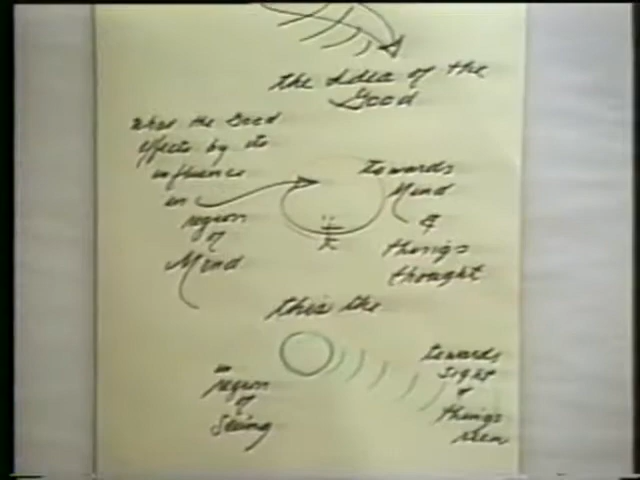 the Idea of the
Good
What the Good
effects by its
influence
in
region
of
Mind
towards
Mind
&
things
thought
this the
in
region
of
Seeing
towards
sight
&
things
seen